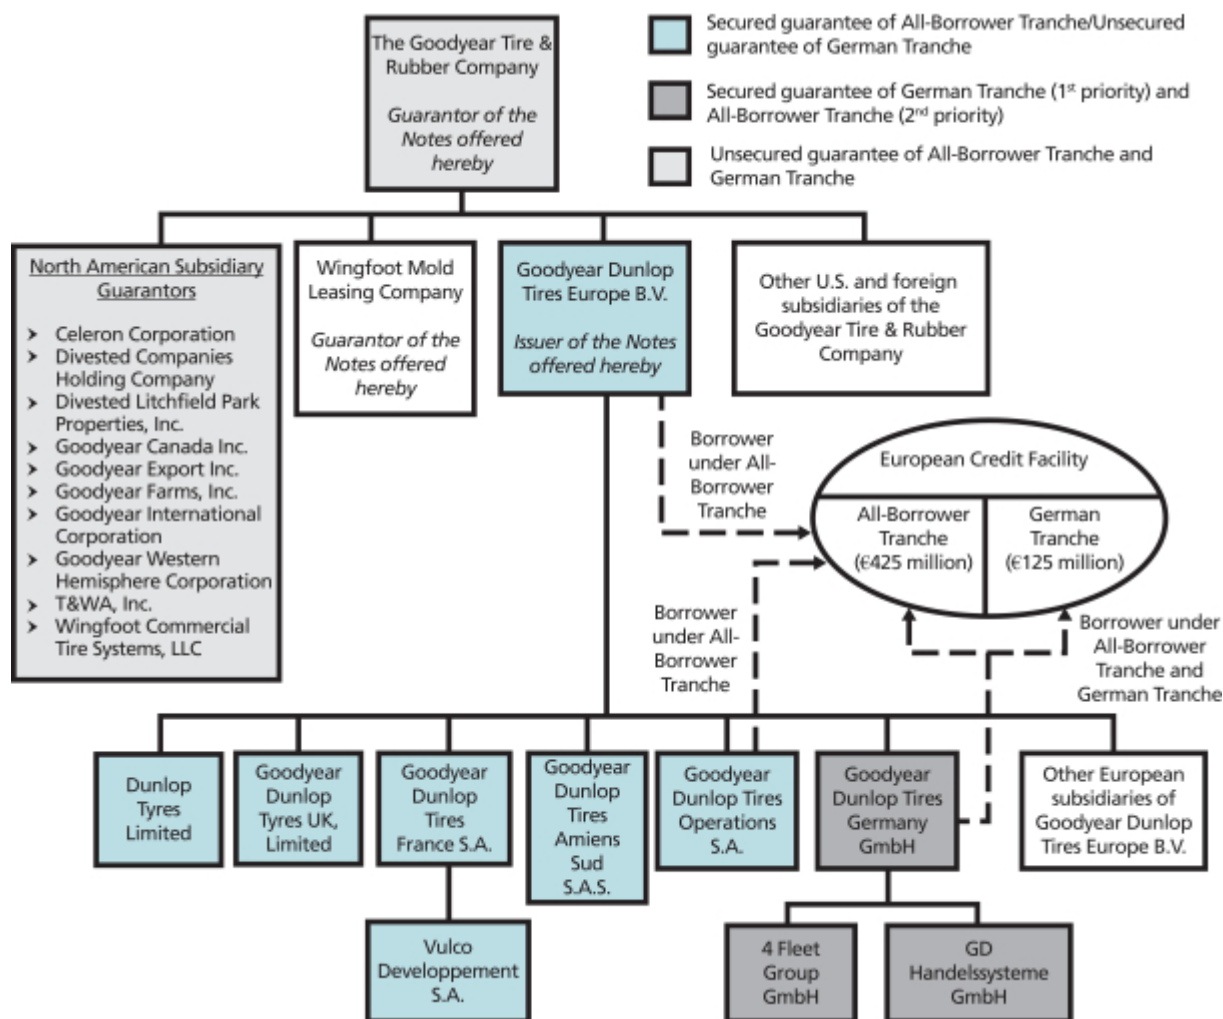 The Goodyear Tire &
Rubber Company
Guarantor of the
Notes offered
hereby
Secured guarantee of All-Borrower Tranche/Unsecured
guarantee of German Tranche
Secured guarantee of German Tranche (1st priority) and
All-Borrower Tranche (2nd priority)
Unsecured guarantee of All-Borrower Tranche and
German Tranche
North American Subsidiary
Guarantors
➤ Celeron Corporation
➤ Divested Companies
Holding Company
➤ Divested Litchfield Park
Properties, Inc.
➤ Goodyear Canada Inc.
➤ Goodyear Export Inc.
➤ Goodyear Farms, Inc.
➤ Goodyear International
Corporation
➤ Goodyear Western
Hemisphere Corporation
➤ T&WA, Inc.
➤ Wingfoot Commercial
Tire Systems, LLC
Wingfoot Mold
Leasing Company
Guarantor of the
Notes offered
hereby
Goodyear Dunlop
Tires Europe B.V.
Issuer of the Notes
offered hereby
Other U.S. and foreign
subsidiaries of the
Goodyear Tire & Rubber
Company
Borrower
under All-
Borrower
Tranche
European Credit Facility
All-Borrower
Tranche
(€425 million)
German
Tranche
(€125 million)
Borrower
under All-
Borrower
Tranche
Borrower under
All-Borrower
Tranche and
German Tranche
Dunlop
Tyres
Limited
Goodyear
Dunlop
Tyres UK,
Limited
Goodyear
Dunlop
Tires
France S.A.
Goodyear
Dunlop
Tires
Amiens
Sud
S.A.S.
Goodyear
Dunlop Tires
Operations
S.A.
Goodyear
Dunlop Tires
Germany
GmbH
Other European
subsidiaries of
Goodyear Dunlop
Tires Europe B.V.
Vulco
Developpement
S.A.
4 Fleet
Group
GmbH
GD
Handelssysteme
GmbH